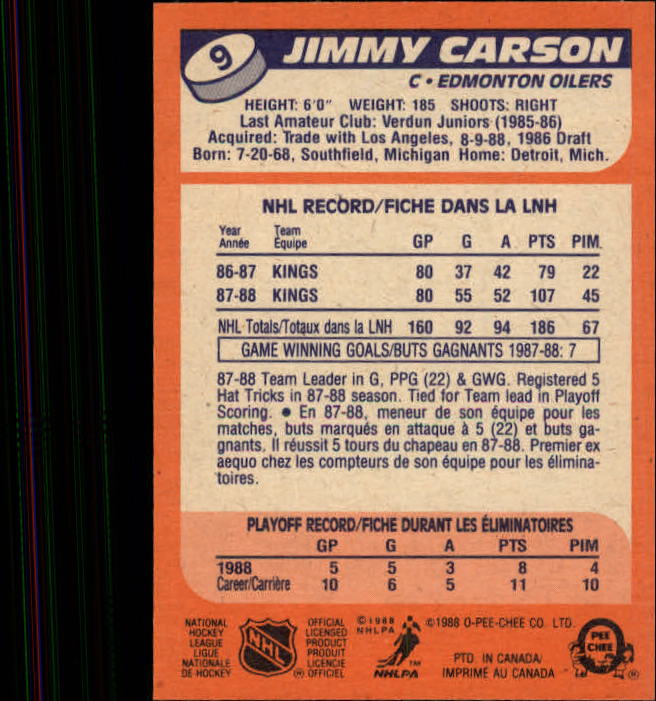 9
JIMMY CARSON
C • EDMONTON OILERS
HEIGHT: 6'0" WEIGHT: 185 SHOOTS: RIGHT
Last Amateur Club: Verdun Juniors (1985-86)
Acquired: Trade with Los Angeles, 8-9-88, 1986 Draft
Born: 7-20-68, Southfield, Michigan Home: Detroit, Mich.
NHL RECORD/FICHE DANS LA LNH
Year Team
Année Équipe GP G A PTS PIM
86-87 KINGS 80 37 42 79 22
87-88 KINGS 80 55 52 107 45
NHL Totals/Totaux dans la LNH 160 92 94 186 67
GAME WINNING GOALS/BUTS GAGNANTS 1987-88: 7
87-88 Team Leader in G, PPG (22) & GWG. Registered 5
Hat Tricks in 87-88 season. Tied for Team lead in Playoff
Scoring. • En 87-88, meneur de son équipe pour les
matches, buts marqués en attaque à 5 (22) et buts ga-
gnants. Il réussit 5 tours du chapeau en 87-88. Premier ex
aequo chez les compteurs de son équipe pour les élimina-
toires.
PLAYOFF RECORD/FICHE DURANT LES ÉLIMINATOIRES
GP G A PTS PIM
1988 5 5 3 8 4
Career/Carrière 10 6 5 11 10
NATIONAL
HOCKEY
LEAGUE
LIGUE
NATIONALE
DE HOCKEY
NHL
OFFICIAL
LICENSED
PRODUCT
PRODUIT
LICENCIE
® OFFICIEL
© 1988
NHLPA
NHLPA
™
©1988 O-PEE-CHEE CO. LTD.
PTD. IN CANADA/
IMPRIMÉ AU CANADA
O
PEE
CHEE
®